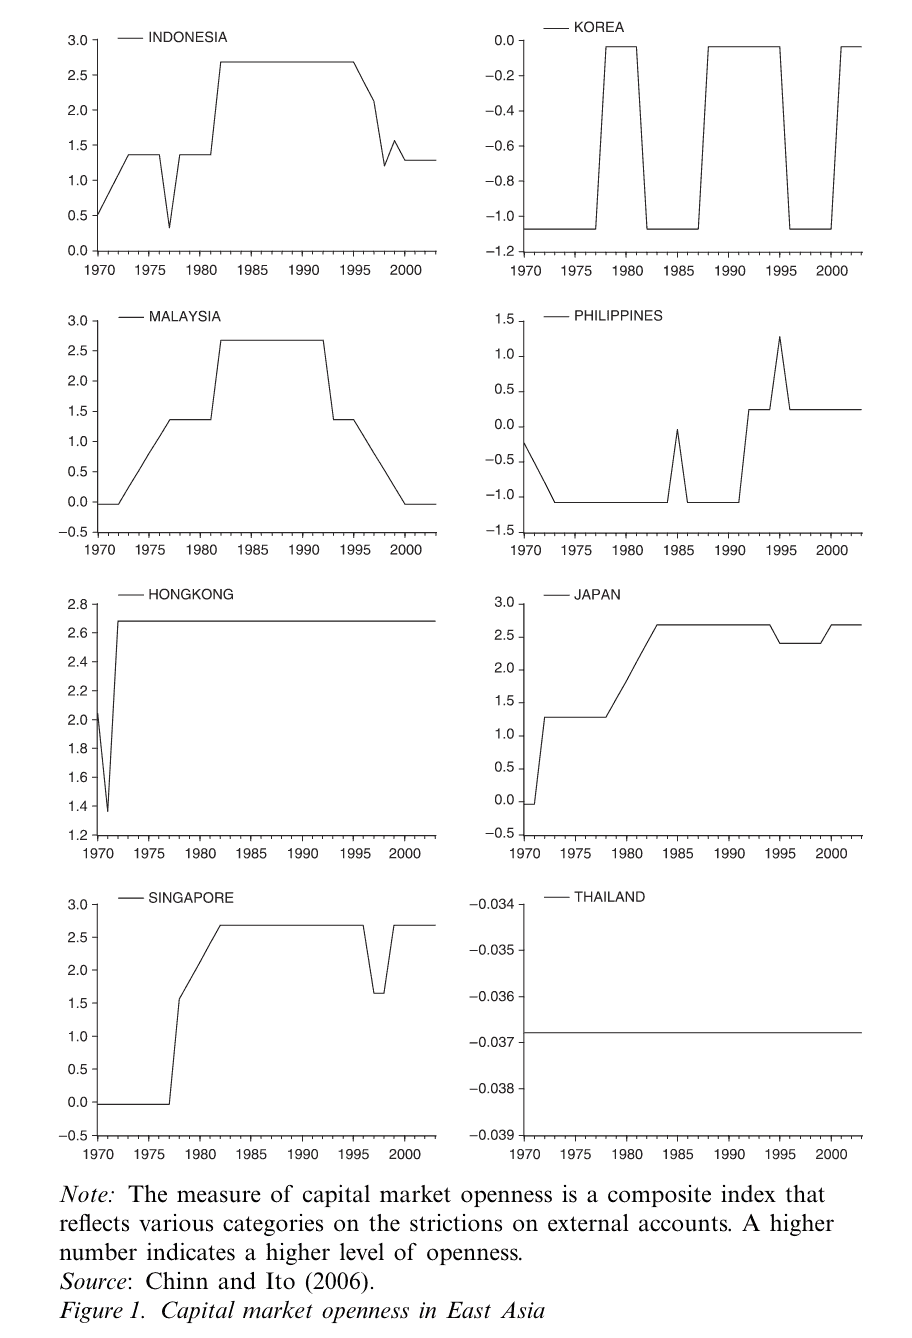 INDONESIA
3.0
2.5
2.0
1.5
1.0
0.5
0.0
1970 1975 1980 1985 1990 1995 2000
KOREA
0.0
−0.2
−0.4
−0.6
−0.8
−1.0
−1.2
1970 1975 1980 1985 1990 1995 2000
MALAYSIA
3.0
2.5
2.0
1.5
1.0
0.5
0.0
−0.5
1970 1975 1980 1985 1990 1995 2000
PHILIPPINES
1.5
1.0
0.5
0.0
−0.5
−1.0
−1.5
1970 1975 1980 1985 1990 1995 2000
HONGKONG
2.8
2.6
2.4
2.2
2.0
1.8
1.6
1.4
1.2
1970 1975 1980 1985 1990 1995 2000
JAPAN
3.0
2.5
2.0
1.5
1.0
0.5
0.0
−0.5
1970 1975 1980 1985 1990 1995 2000
SINGAPORE
3.0
2.5
2.0
1.5
1.0
0.5
0.0
−0.5
1970 1975 1980 1985 1990 1995 2000
THAILAND
−0.034
−0.035
−0.036
−0.037
−0.038
−0.039
1970 1975 1980 1985 1990 1995 2000
Note: The measure of capital market openness is a composite index that
reflects various categories on the strictions on external accounts. A higher
number indicates a higher level of openness.
Source: Chinn and Ito (2006).
Figure 1. Capital market openness in East Asia